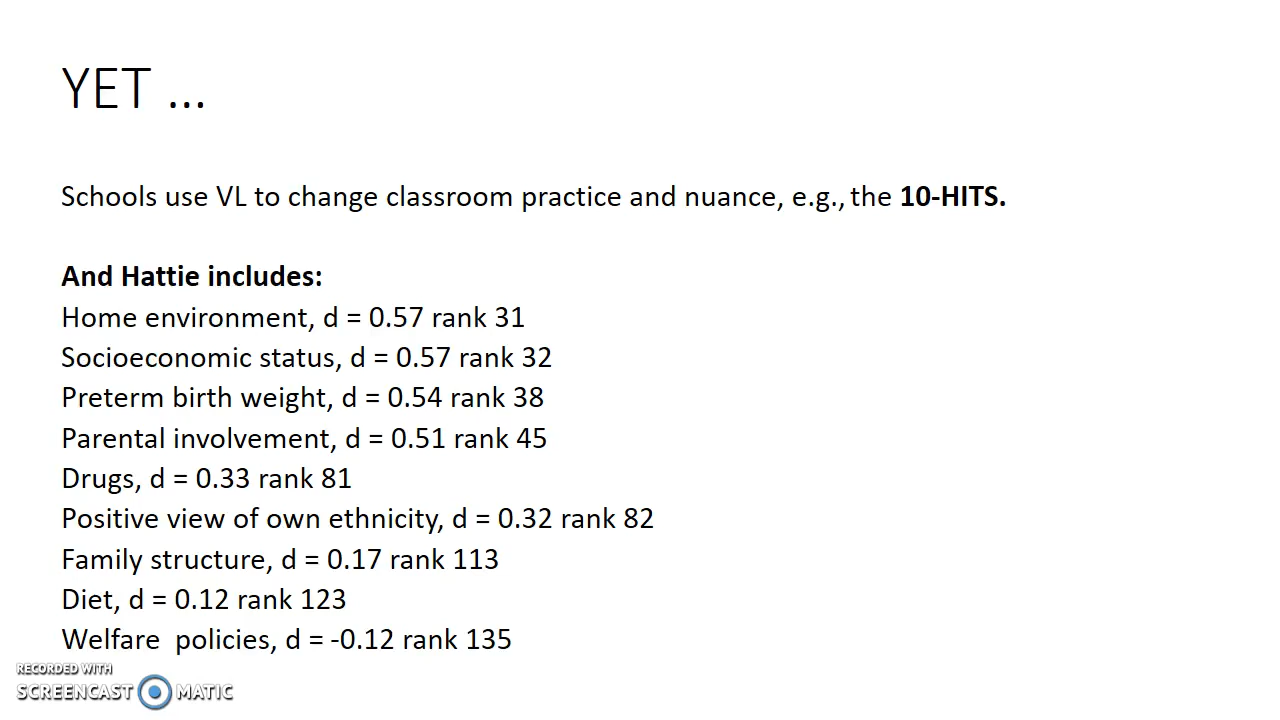 YET ...
Schools use VL to change classroom practice and nuance, e.g., the 10-HITS.
And Hattie includes:
Home environment, d = 0.57 rank 31
Socioeconomic status, d = 0.57 rank 32
Preterm birth weight, d = 0.54 rank 38
Parental involvement, d = 0.51 rank 45
Drugs, d = 0.33 rank 81
Positive view of own ethnicity, d = 0.32 rank 82
Family structure, d = 0.17 rank 113
Diet, d = 0.12 rank 123
Welfare  policies, d = -0.12 rank 135
RECORDED WITH
SCREENCAST MATIC